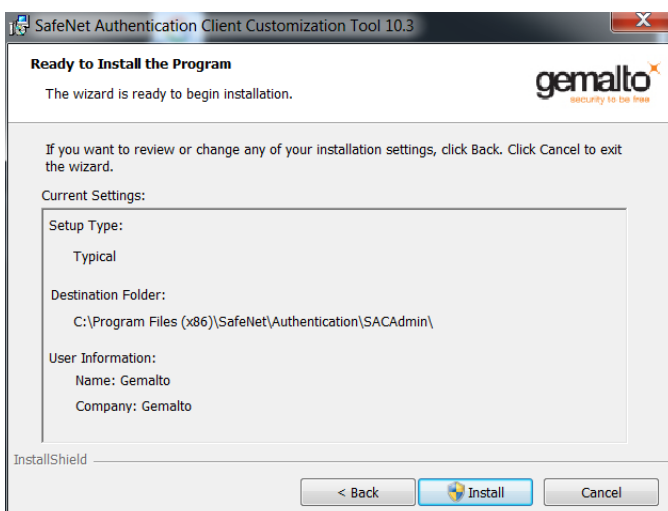 SafeNet Authentication Client Customization Tool 10.3
Ready to Install the Program
The wizard is ready to begin installation.
gemalto
security to be free
If you want to review or change any of your installation settings, click Back. Click Cancel to exit
the wizard.
Current Settings:
Setup Type:
Typical
Destination Folder:
C:\Program Files (x86)\SafeNet\Authentication\SACAdmin\
User Information:
Name: Gemalto
Company: Gemalto
InstallShield
< Back
Install
Cancel